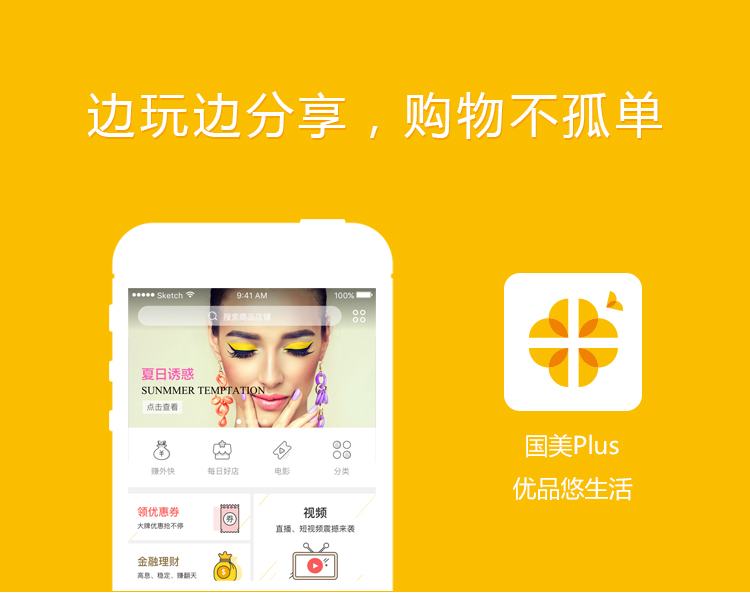 边玩边分享，购物不孤单
Sketch 9:41 AM 100%
搜索商品店铺
夏日诱惑
SUNMMER TEMPTATION
点击查看
赚外快 每日好店 电影 分类
领优惠券
大牌优惠抢不停
券
视频
直播、短视频震撼来袭
金融理财
高息、稳定、赚翻天
国美Plus
优品悠生活